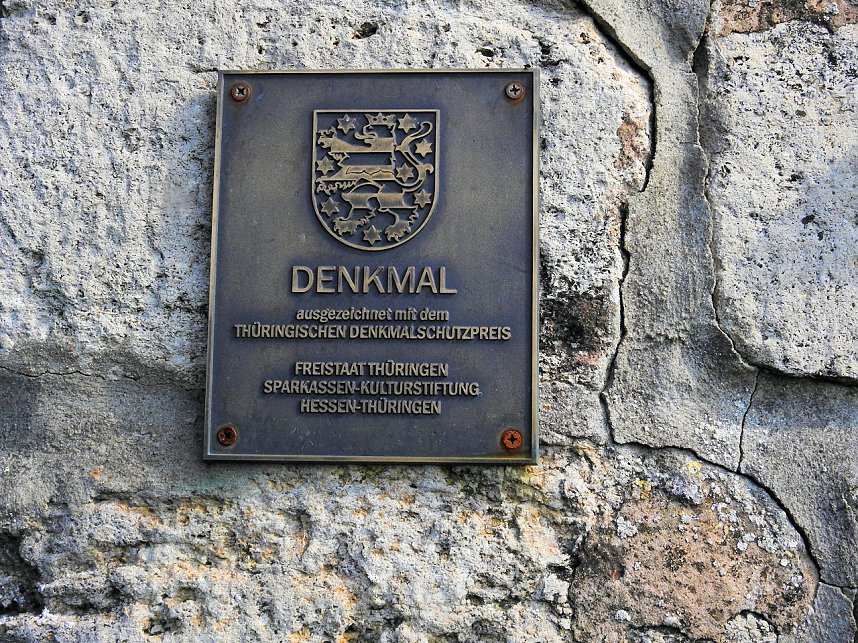 DENKMAL
ausgezeichnet mit dem
THÜRINGISCHEN DENKMALSCHUTZPREIS
FREISTAAT THÜRINGEN
SPARKASSEN-KULTURSTIFTUNG
HESSEN-THÜRINGEN